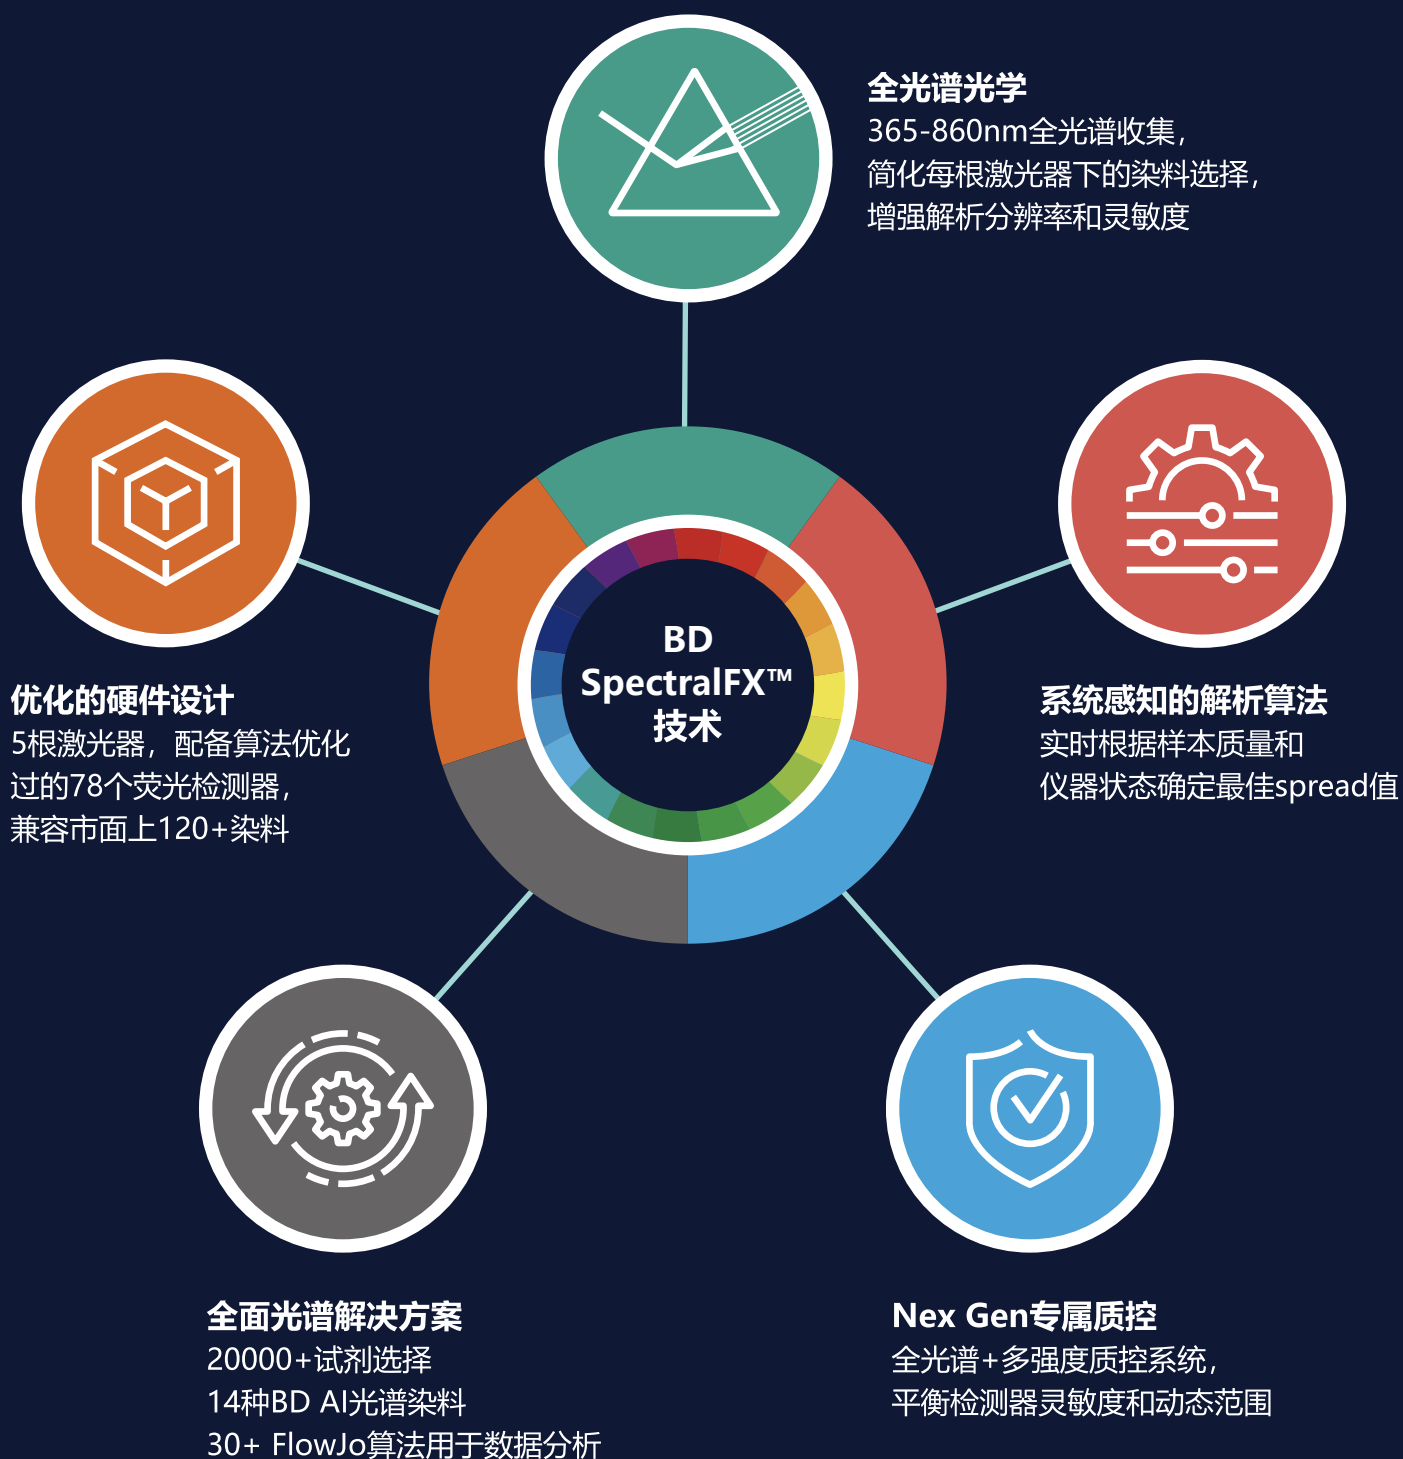 全光谱光学
365-860nm全光谱收集，
简化每根激光器下的染料选择，
增强解析分辨率和灵敏度
BD
SpectralFX™
技术
优化的硬件设计
5根激光器，配备算法优化
过的78个荧光检测器，
兼容市面上120+染料
系统感知的解析算法
实时根据样本质量和
仪器状态确定最佳spread值
全面光谱解决方案
20000+试剂选择
14种BD AI光谱染料
30+ FlowJo算法用于数据分析
Nex Gen专属质控
全光谱+多强度质控系统，
平衡检测器灵敏度和动态范围